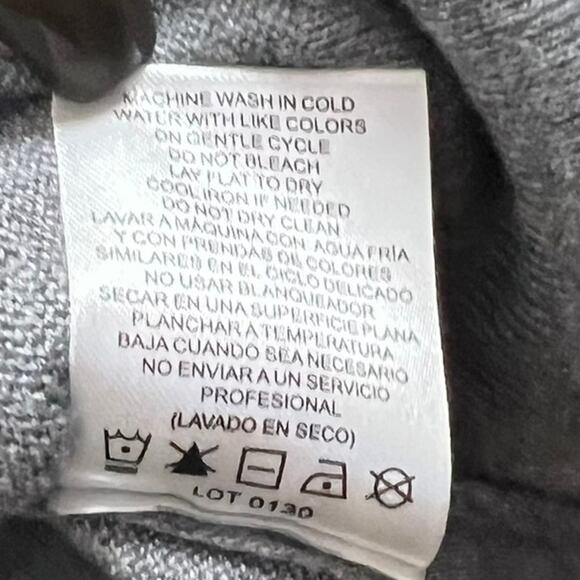 MACHINE WASH IN COLD
WATER WITH LIKE COLORS
ON GENTLE CYCLE
DO NOT BLEACH
LAY FLAT TO DRY
COOL IRON IF NEEDED
DO NOT DRY CLEAN
LAVAR A MAQUINA CON AGUA FRÍA
Y CON PRENDAS DE COLORES
SIMILARES EN EL CICLO DELICADO
NO USAR BLANQUEADOR
SECAR EN UNA SUPERFICIE PLANA
PLANCHAR A TEMPERATURA
BAJA CUANDO SEA NECESARIO
NO ENVIAR A UN SERVICIO
PROFESIONAL
(LAVADO EN SECO)
LOT 0130